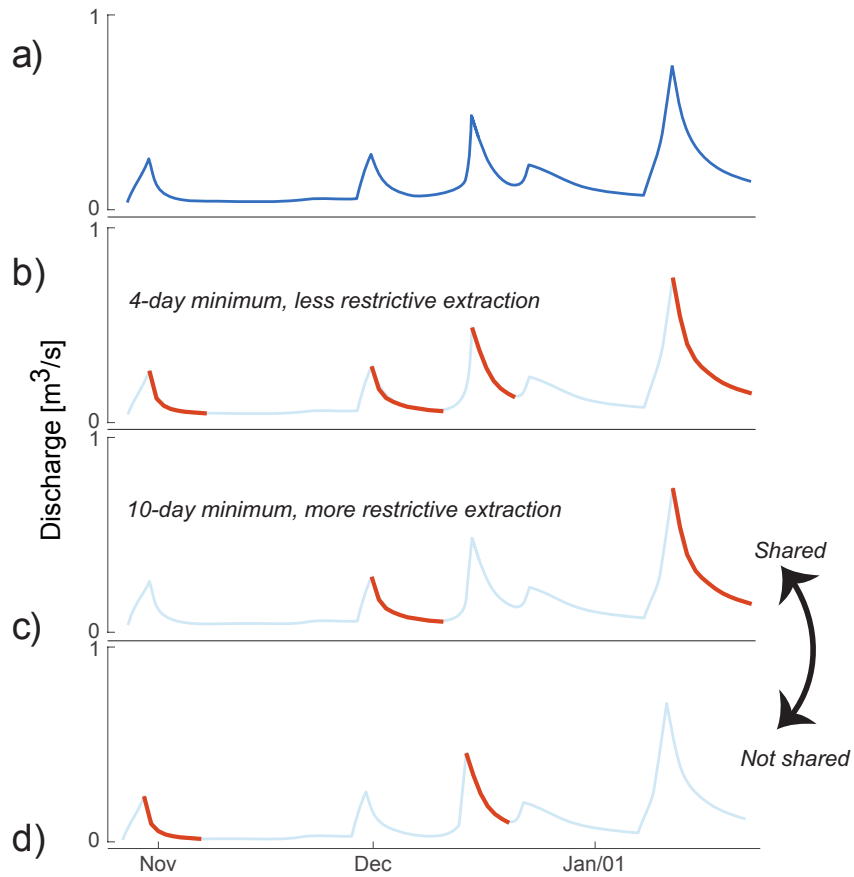 a)
1
0
b)
1
4-day minimum, less restrictive extraction
0
Discharge [m³/s]
1
10-day minimum, more restrictive extraction
Shared
c)
0
1
Not shared
d)
0
Nov Dec Jan/01